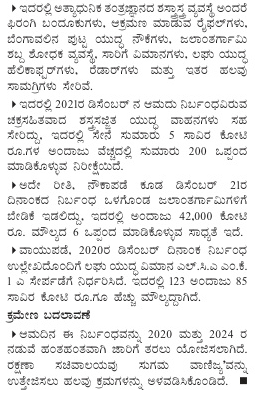 ▶ಇದರಲ್ಲಿ ಅತ್ಯಾಧುನಿಕ ತಂತ್ರಜ್ಞಾನದ ಶಸ್ತ್ರಾಸ್ತ್ರ ವ್ಯವಸ್ಥೆ ಅಂದರೆ
ಫಿರಂಗಿ ಬಂದೂಕುಗಳು, ಆಕ್ರಮಣ ಮಾಡುವ ರೈಫಲ್‌ಗಳು,
ಬೆಂಗಾವಲಿನ ಪುಟ್ಟ ಯುದ್ಧ ನೌಕೆಗಳು, ಜಲಾಂತರ್ಗಾಮಿ
ಶಬ್ದ ಶೋಧಕ ವ್ಯವಸ್ಥೆ, ಸಾರಿಗೆ ವಿಮಾನಗಳು, ಲಘು ಯುದ್ಧ
ಹೆಲಿಕಾಪ್ಟರ್‌ಗಳು, ರೆಡಾರ್‌ಗಳು ಮತ್ತು ಇತರ ಹಲವು
ಸಾಮಗ್ರಿಗಳು ಸೇರಿವೆ.
▶ಇದರಲ್ಲಿ 2021ರ ಡಿಸೆಂಬರ್ ನ ಆಮದು ನಿರ್ಬಂಧವಿರುವ
ಚಕ್ರಸಹಿತವಾದ ಶಸ್ತ್ರಸಜ್ಜಿತ ಯುದ್ಧ ವಾಹನಗಳು ಸಹ
ಸೇರಿದ್ದು, ಇದರಲ್ಲಿ ಸೇನೆ ಸುಮಾರು 5 ಸಾವಿರ ಕೋಟಿ
ರೂ.ಗಳ ಅಂದಾಜು ವೆಚ್ಚದಲ್ಲಿ ಸುಮಾರು 200 ಒಪ್ಪಂದ
ಮಾಡಿಕೊಳ್ಳುವ ನಿರೀಕ್ಷೆಯಿದೆ.
▶ಅದೇ ರೀತಿ, ನೌಕಾಪಡೆ ಕೂಡ ಡಿಸೆಂಬರ್ 21ರ
ದಿನಾಂಕದ ನಿರ್ಬಂಧ ಒಳಗೊಂಡ ಜಲಾಂತರ್ಗಾಮಿಗಳಿಗೆ
ಬೇಡಿಕೆ ಇಡಲಿದ್ದು, ಇದರಲ್ಲಿ ಅಂದಾಜು 42,000 ಕೋಟಿ
ರೂ. ಮೌಲ್ಯದ 6 ಒಪ್ಪಂದ ಮಾಡಿಕೊಳ್ಳುವ ಸಾಧ್ಯತೆ ಇದೆ.
▶ವಾಯುಪಡೆ, 2020ರ ಡಿಸೆಂಬರ್ ದಿನಾಂಕ ನಿರ್ಬಂಧ
ಉಲ್ಲೇಖದೊಂದಿಗೆ ಲಘು ಯುದ್ಧ ವಿಮಾನ ಎಲ್.ಸಿ.ಎ ಎಂ.ಕೆ.
1 ಎ ಸೇರ್ಪಡೆಗೆ ನಿರ್ಧರಿಸಿದೆ. ಇದರಲ್ಲಿ 123 ಅಂದಾಜು 85
ಸಾವಿರ ಕೋಟಿ ರೂ.ಗೂ ಹೆಚ್ಚು ಮೌಲ್ಯದ್ದಾಗಿದೆ.
ಕ್ರಮೇಣ ಬದಲಾವಣೆ
▶ಆಮದಿನ ಈ ನಿರ್ಬಂಧವನ್ನು 2020 ಮತ್ತು 2024 ರ
ನಡುವೆ ಹಂತಹಂತವಾಗಿ ಜಾರಿಗೆ ತರಲು ಯೋಜಿಸಲಾಗಿದೆ.
ರಕ್ಷಣಾ ಸಚಿವಾಲಯವು ಸುಗಮ ವಾಣಿಜ್ಯವನ್ನು
ಉತ್ತೇಜಿಸಲು ಹಲವು ಕ್ರಮಗಳನ್ನು ಅಳವಡಿಸಿಕೊಂಡಿದೆ. ■